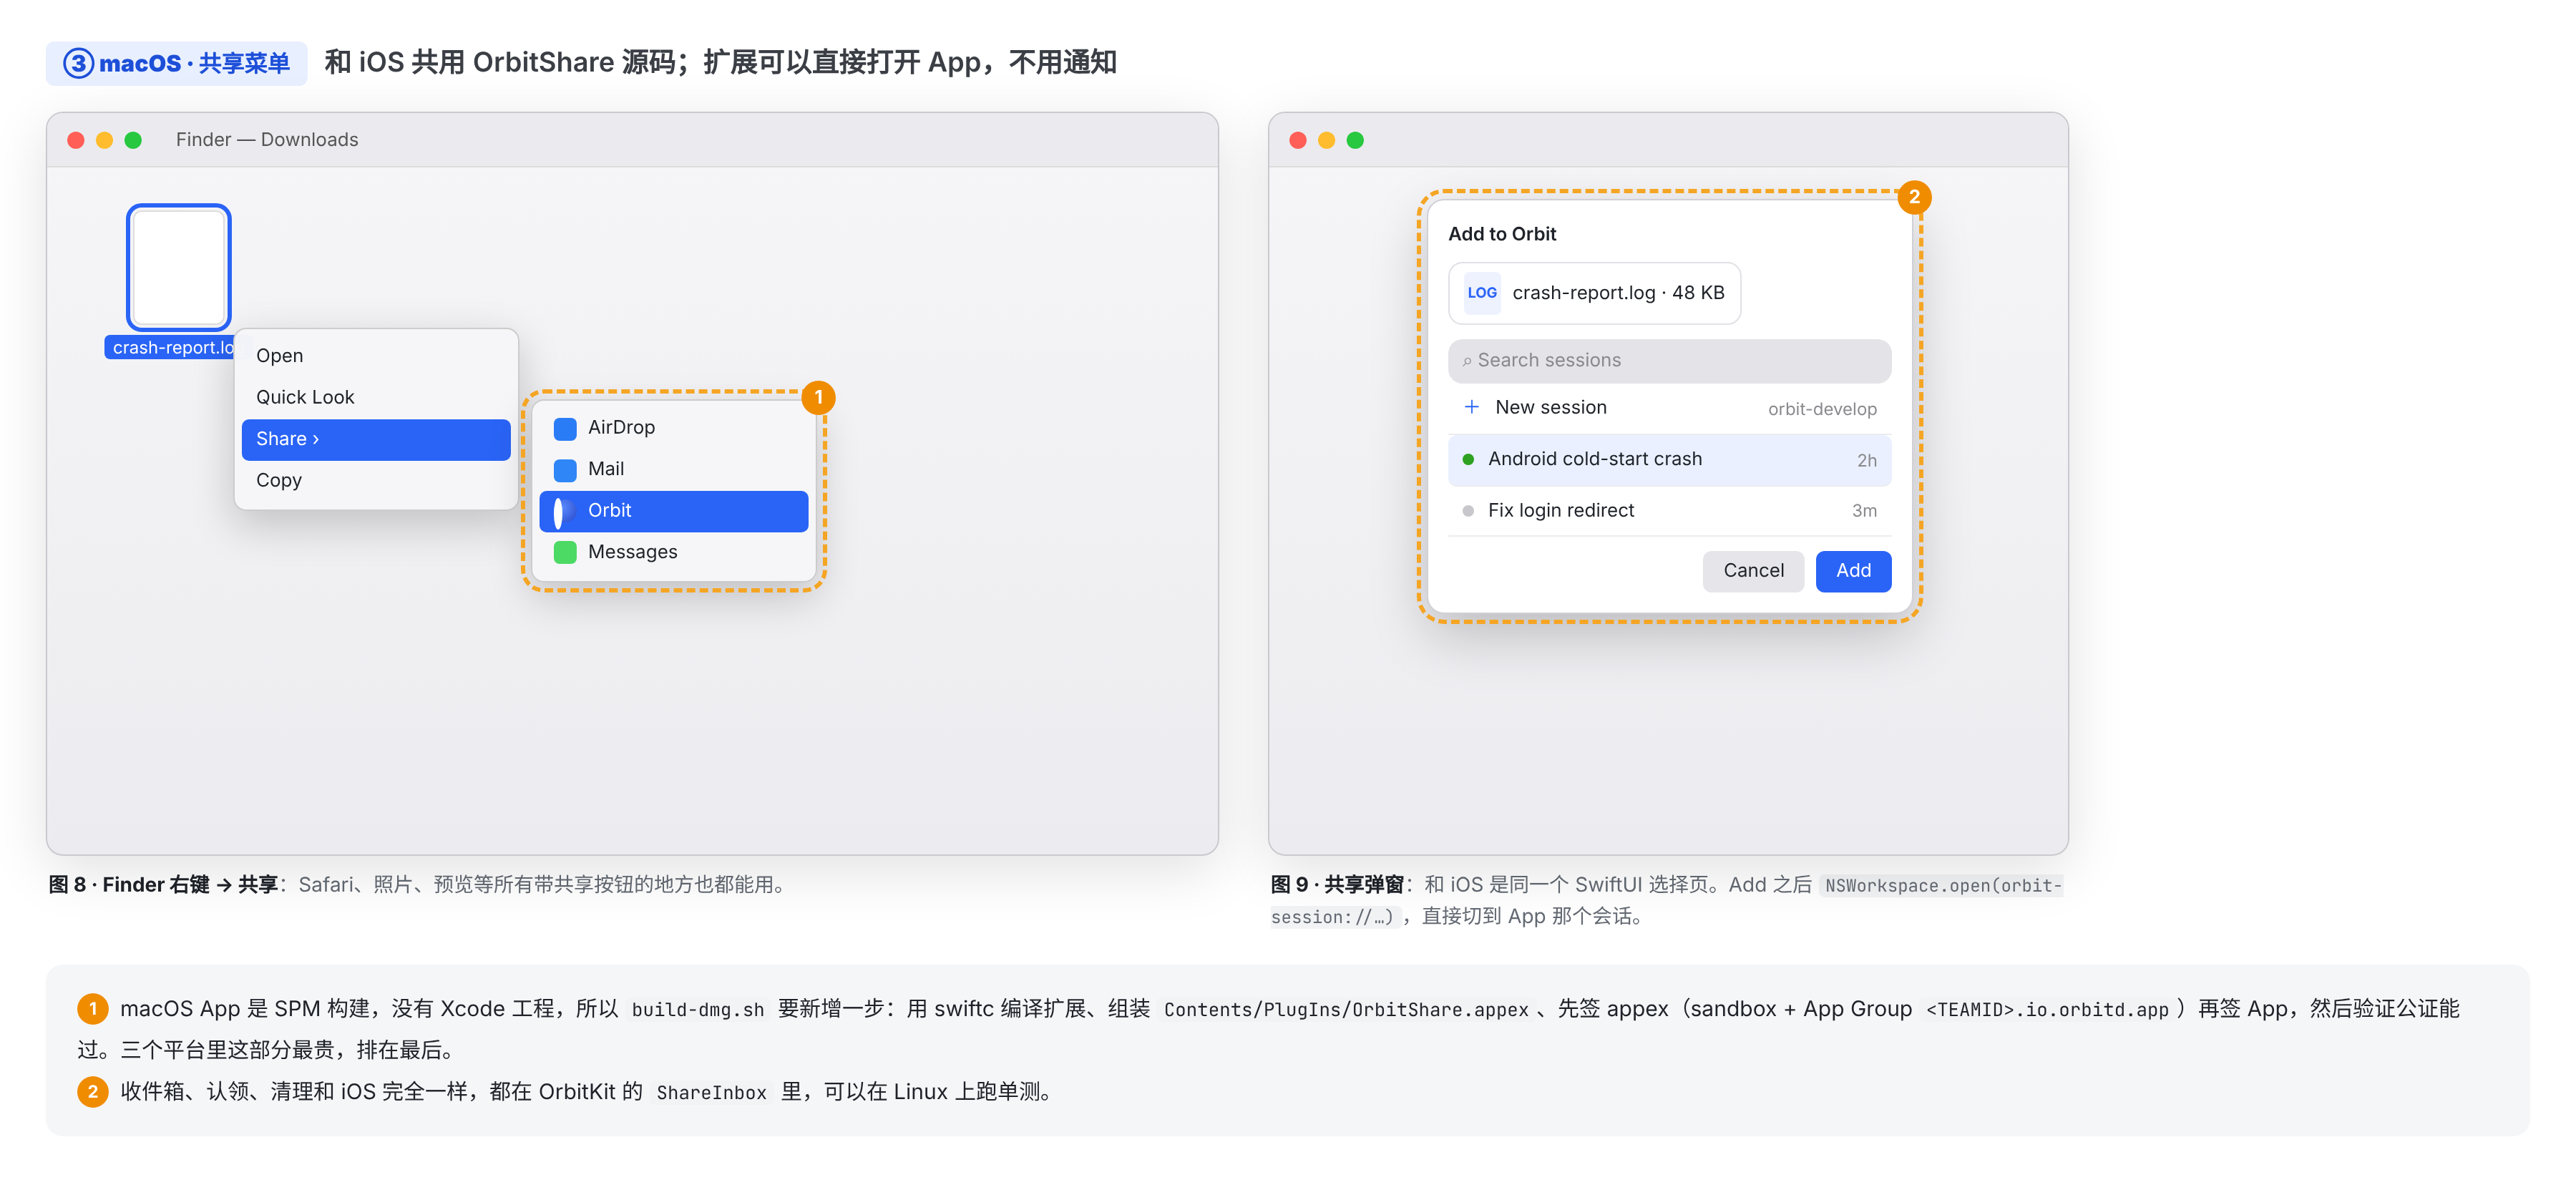 ③ macOS · 共享菜单 和 iOS 共用 OrbitShare 源码；扩展可以直接打开 App，不用通知
Finder — Downloads
crash-report.lo
Open
Quick Look
Share ›
Copy
1
AirDrop
Mail
Orbit
Messages
图 8 · Finder 右键 → 共享：Safari、照片、预览等所有带共享按钮的地方也都能用。
2
Add to Orbit
LOG crash-report.log · 48 KB
⌕ Search sessions
+ New session orbit-develop
Android cold-start crash 2h
Fix login redirect 3m
Cancel Add
图 9 · 共享弹窗：和 iOS 是同一个 SwiftUI 选择页。Add 之后 NSWorkspace.open(orbit-
session://…)，直接切到 App 那个会话。
1 macOS App 是 SPM 构建，没有 Xcode 工程，所以 build-dmg.sh 要新增一步：用 swiftc 编译扩展、组装 Contents/PlugIns/OrbitShare.appex、先签 appex（sandbox + App Group <TEAMID>.io.orbitd.app）再签 App，然后验证公证能
过。三个平台里这部分最贵，排在最后。
2 收件箱、认领、清理和 iOS 完全一样，都在 OrbitKit 的 ShareInbox 里，可以在 Linux 上跑单测。